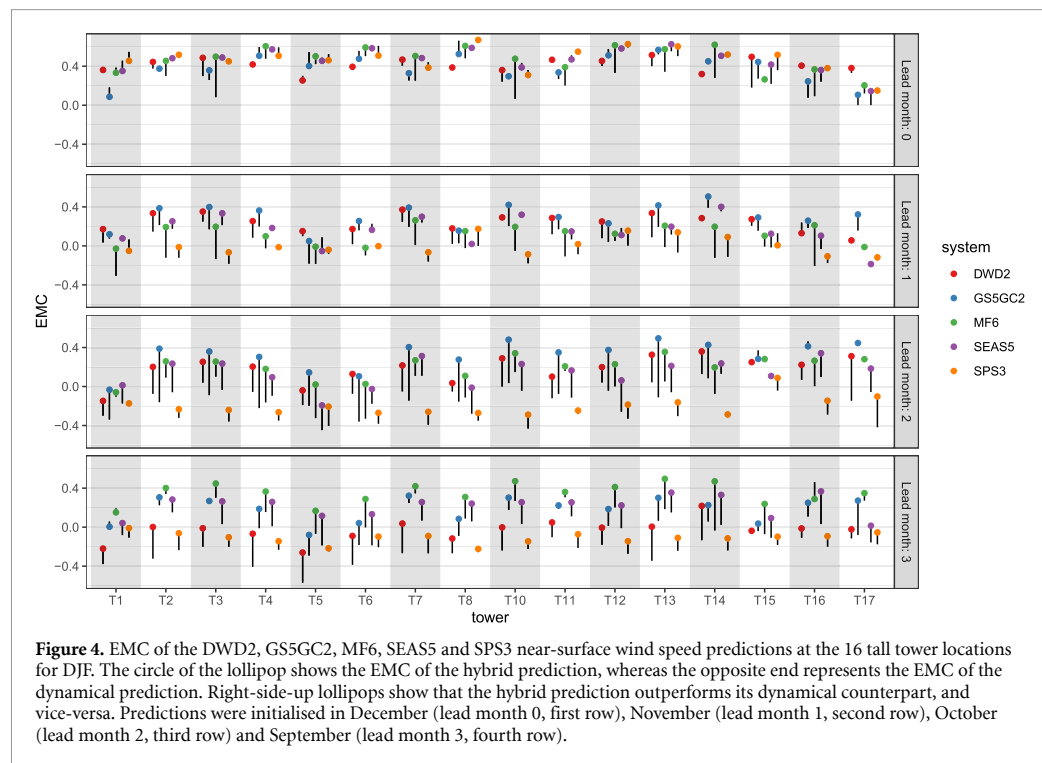 0.4
0.0
−0.4
Lead month: 0
0.4
0.0
−0.4
Lead month: 1
0.4
0.0
−0.4
Lead month: 2
0.4
0.0
−0.4
Lead month: 3
EMC
T1 T2 T3 T4 T5 T6 T7 T8 T10 T11 T12 T13 T14 T15 T16 T17
tower
system
DWD2
GS5GC2
MF6
SEAS5
SPS3
Figure 4. EMC of the DWD2, GS5GC2, MF6, SEAS5 and SPS3 near-surface wind speed predictions at the 16 tall tower locations
for DJF. The circle of the lollipop shows the EMC of the hybrid prediction, whereas the opposite end represents the EMC of the
dynamical prediction. Right-side-up lollipops show that the hybrid prediction outperforms its dynamical counterpart, and
vice-versa. Predictions were initialised in December (lead month 0, first row), November (lead month 1, second row), October
(lead month 2, third row) and September (lead month 3, fourth row).